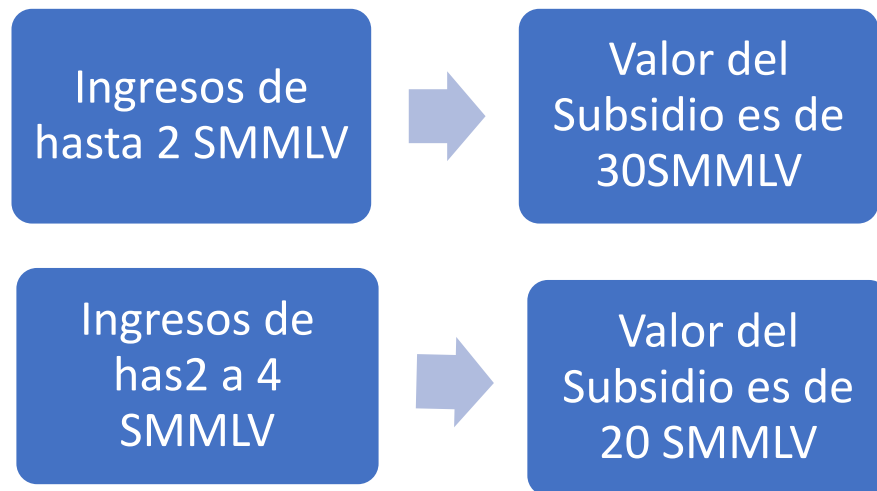 Ingresos de
hasta 2 SMMLV
Valor del
Subsidio es de
30SMMLV
Ingresos de
has2 a 4
SMMLV
Valor del
Subsidio es de
20 SMMLV